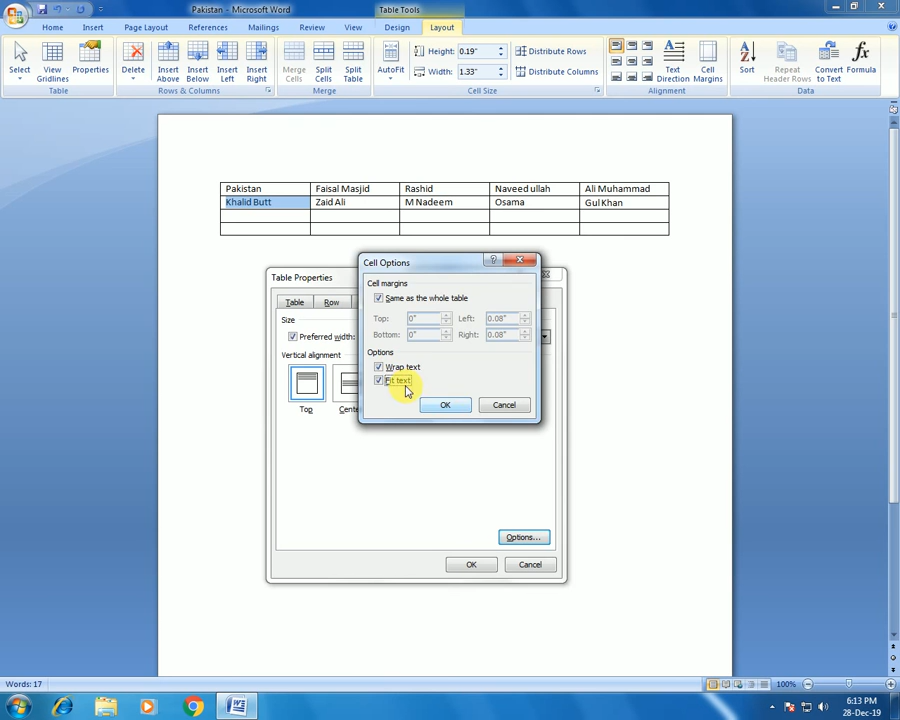 Pakistan - Microsoft Word
Table Tools
Home Insert Page Layout References Mailings Review View Design Layout
Select
View Gridlines
Properties
Delete
Insert Above
Insert Below
Insert Left
Insert Right
Merge Cells
Split Cells
Split Table
AutoFit
Height: 0.19"
Width: 1.33"
Distribute Rows
Distribute Columns
Text Direction
Cell Margins
Sort
Repeat Header Rows
Convert to Text
Formula
Table Rows & Columns Merge Cell Size Alignment Data
Pakistan Faisal Masjid Rashid Naveed ullah Ali Muhammad
Khalid Butt Zaid Ali M Nadeem Osama Gul Khan
Table Properties
Table Row
Size
Preferred width:
Vertical alignment
Top
Options...
OK Cancel
Cell Options
Cell margins
Same as the whole table
Top: 0" Left: 0.08"
Bottom: 0" Right: 0.08"
Options
Wrap text
Fit text
OK Cancel
Words: 17
100%
6:13 PM
28-Dec-19